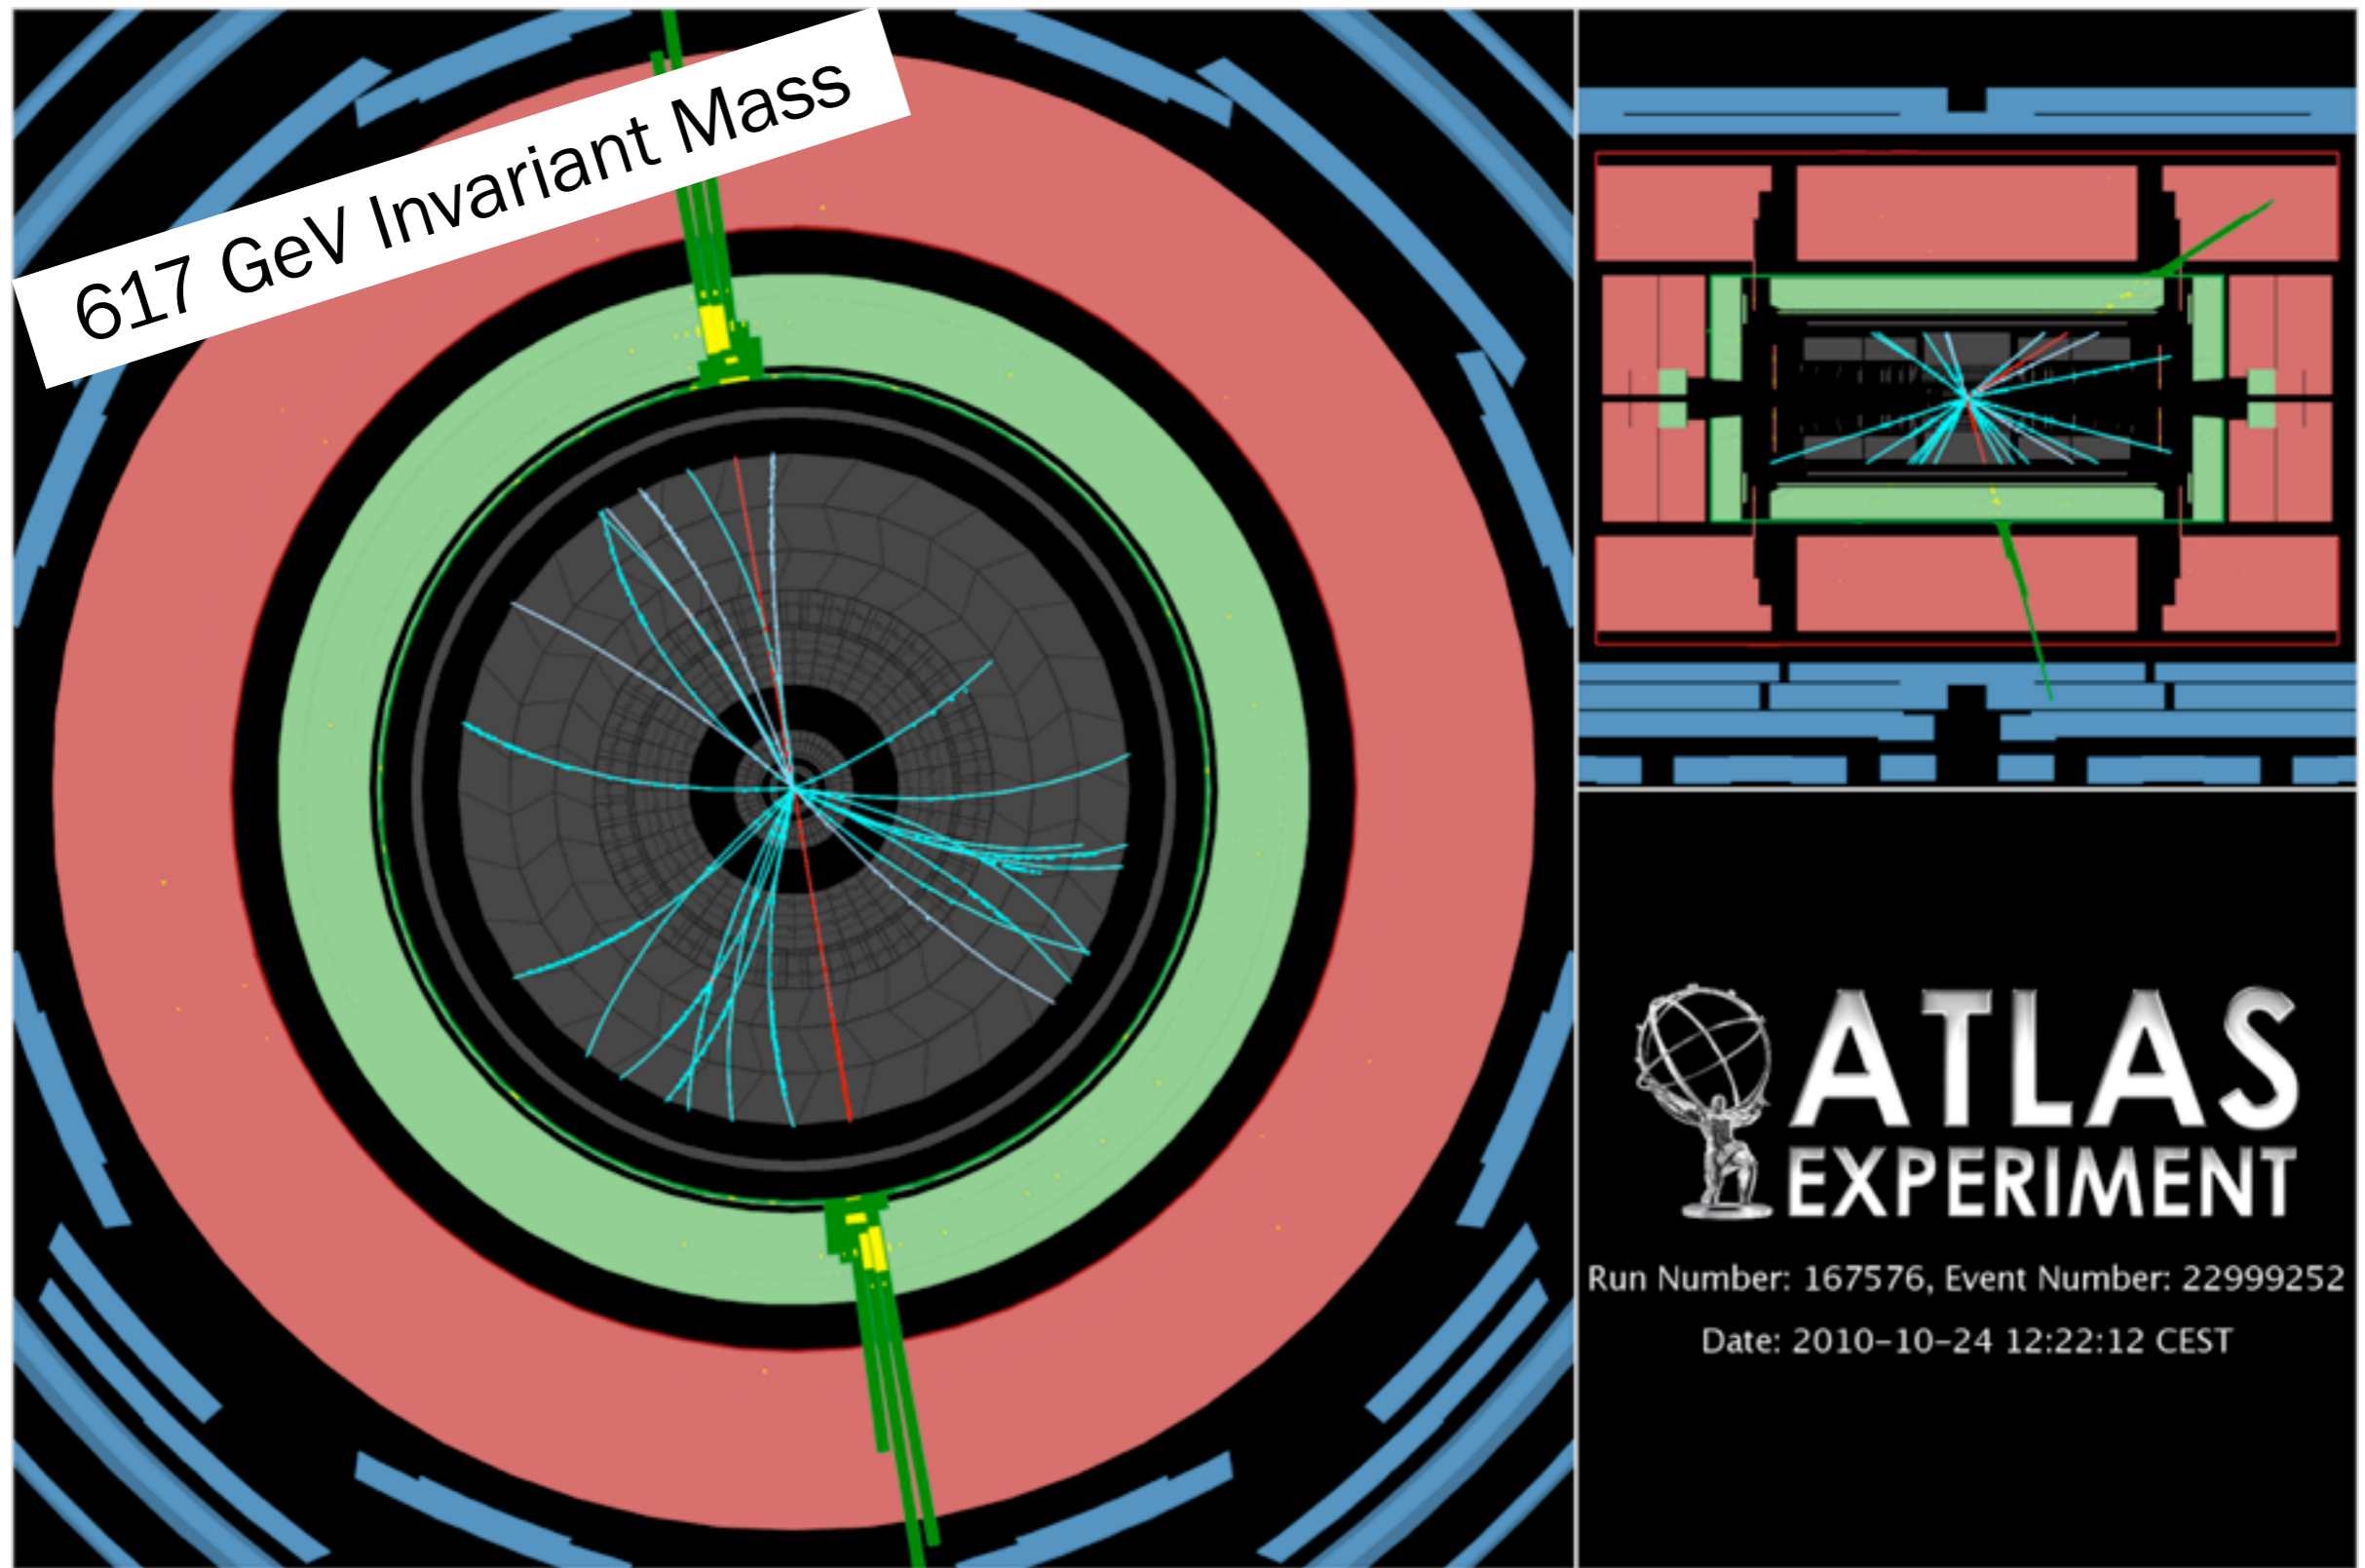 617 GeV Invariant Mass
ATLAS
EXPERIMENT
Run Number: 167576, Event Number: 22999252
Date: 2010-10-24 12:22:12 CEST